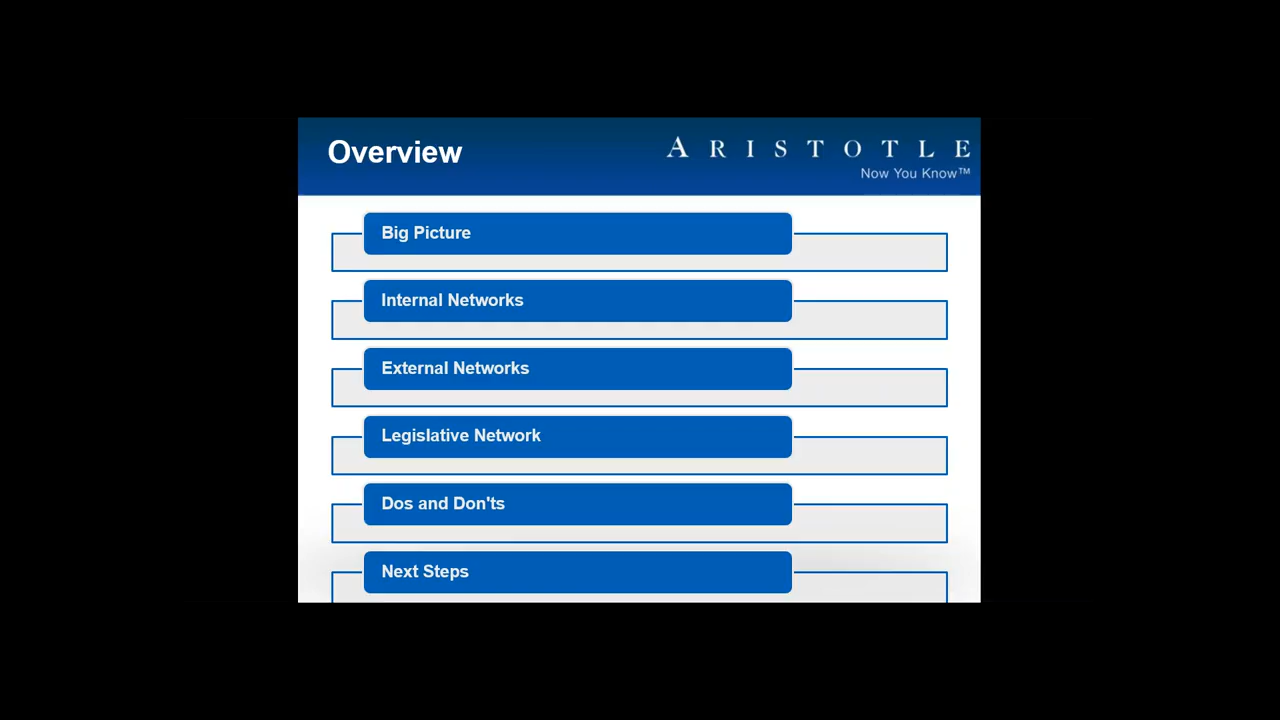 Overview
ARISTOTLE
Now You Know™
Big Picture
Internal Networks
External Networks
Legislative Network
Dos and Don'ts
Next Steps